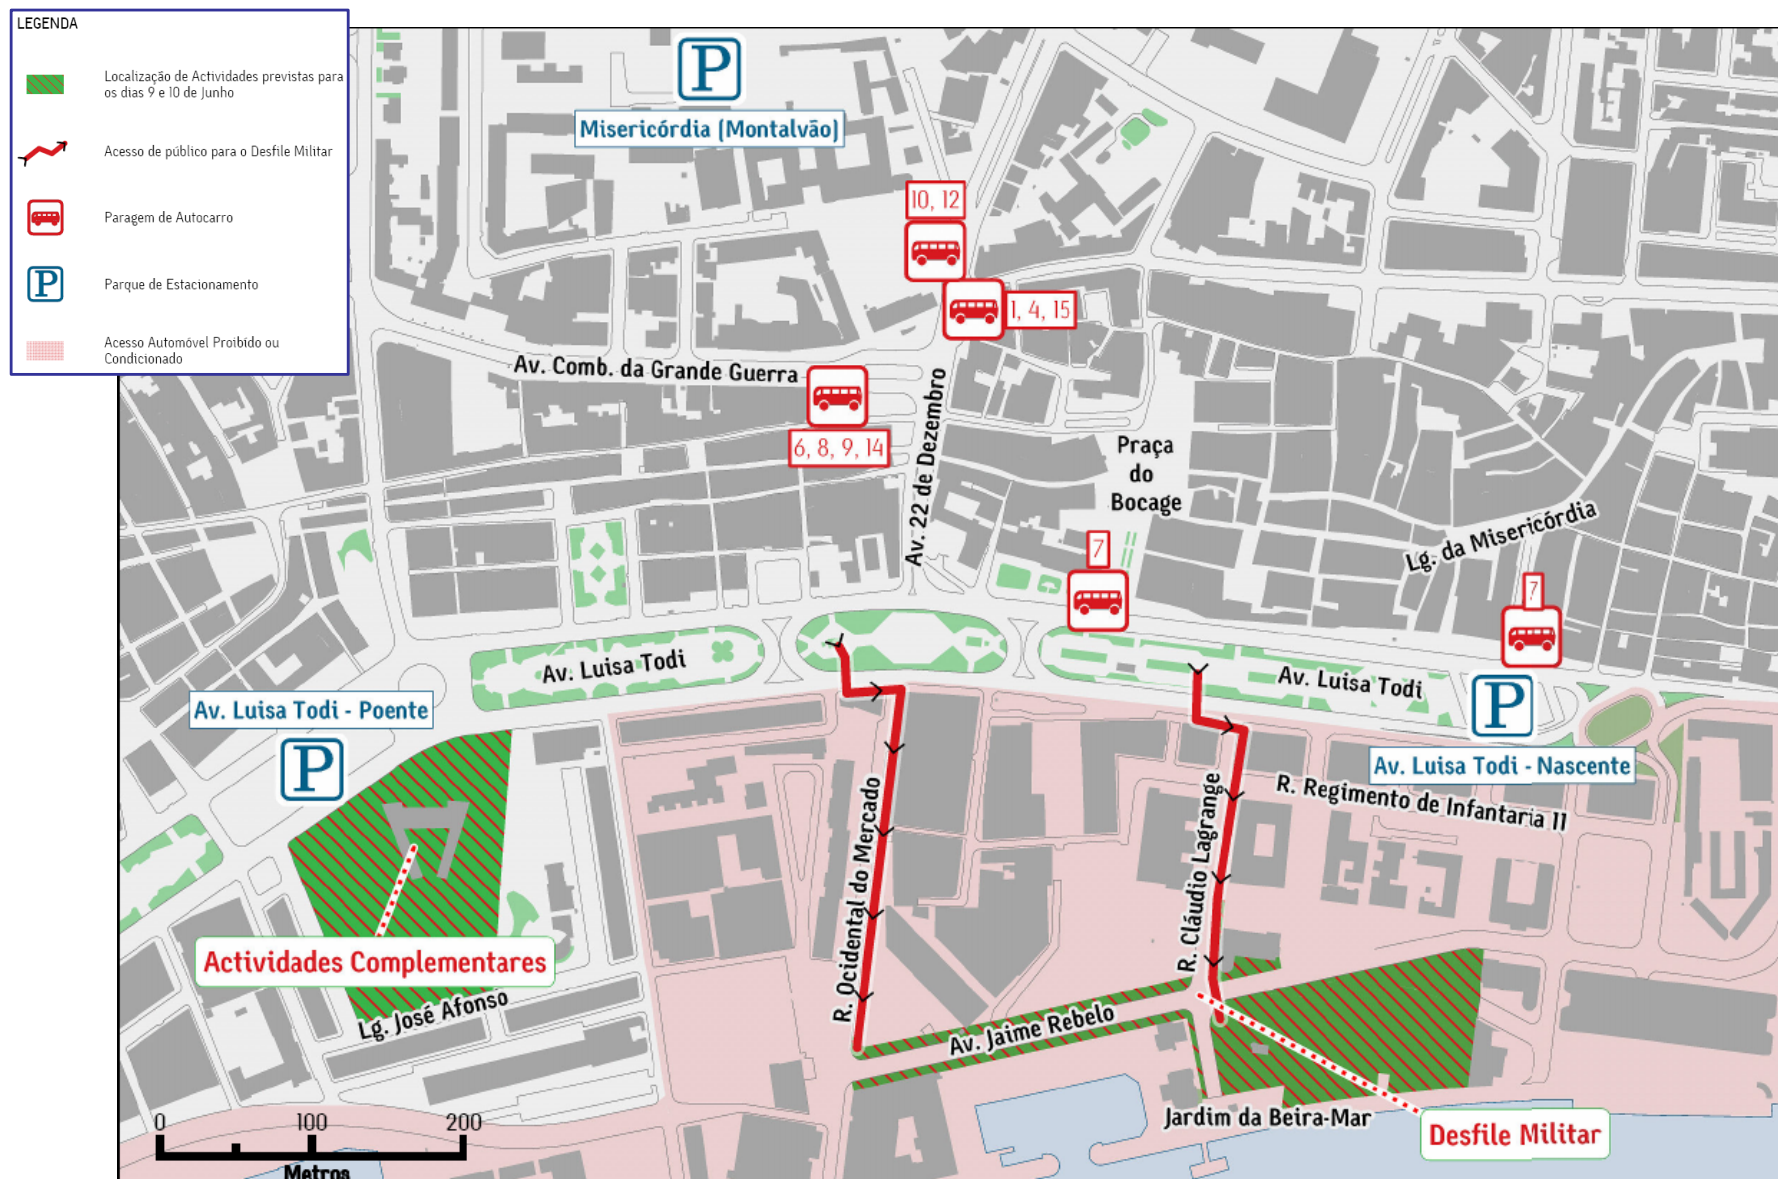 LEGENDA
Localização de Actividades previstas para
os dias 9 e 10 de Junho
Acesso de público para o Desfile Militar
Paragem de Autocarro
P
Parque de Estacionamento
Acesso Automóvel Proibido ou
Condicionado
P
Misericórdia (Montalvão)
10, 12
1, 4, 15
Av. Comb. da Grande Guerra
6, 8, 9, 14
Av. 22 de Dezembro
Praça
do
Bocage
7
Lg. da Misericórdia
7
Av. Luisa Todi
Av. Luisa Todi
P
Av. Luisa Todi - Nascente
Av. Luisa Todi - Poente
P
R. Regimento de Infantaria II
R. Ocidental do Mercado
R. Cláudio Lagrange
Actividades Complementares
Lg. José Afonso
Av. Jaime Rebelo
Jardim da Beira-Mar
Desfile Militar
0 100 200
Metros